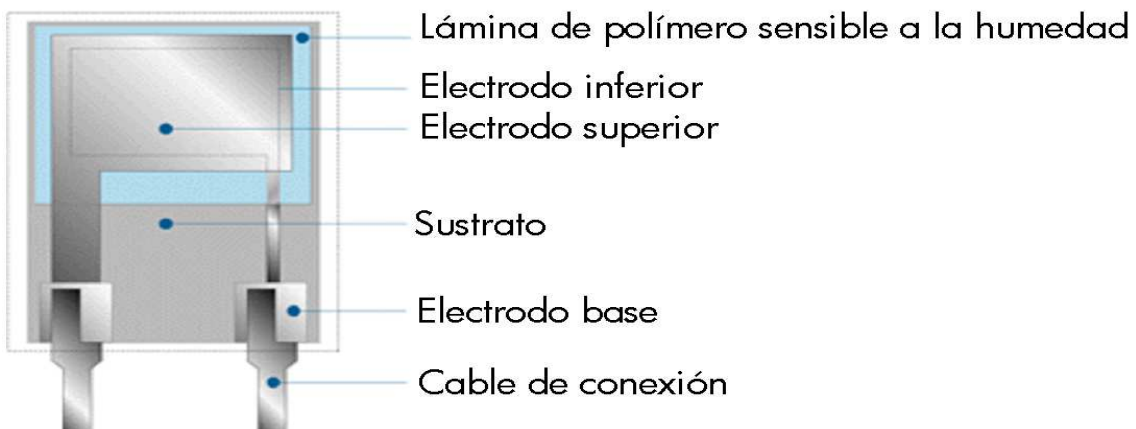 Lámina de polímero sensible a la humedad
Electrodo inferior
Electrodo superior
Sustrato
Electrodo base
Cable de conexión